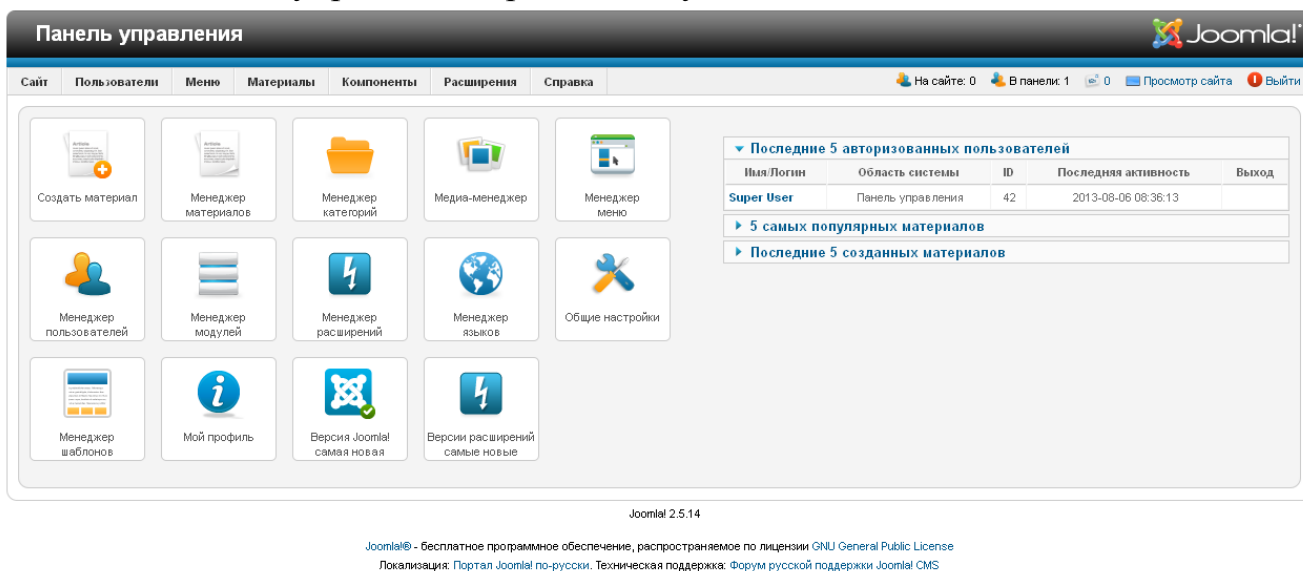 Панель управления
Joomla!
Сайт Пользователи Меню Материалы Компоненты Расширения Справка На сайте: 0 В панели: 1 0 Просмотр сайта Выйти
Создать материал
Менеджер материалов
Менеджер категорий
Медиа-менеджер
Менеджер меню
Менеджер пользователей
Менеджер модулей
Менеджер расширений
Менеджер языков
Общие настройки
Менеджер шаблонов
Мой профиль
Версия Joomla! самая новая
Версии расширений самые новые
Последние 5 авторизованных пользователей
Имя/Логин Область системы ID Последняя активность Выход
Super User Панель управления 42 2013-08-06 08:36:13
5 самых популярных материалов
Последние 5 созданных материалов
Joomla! 2.5.14
Joomla!® - бесплатное программное обеспечение, распространяемое по лицензии GNU General Public License
Локализация: Портал Joomla! по-русски. Техническая поддержка: Форум русской поддержки Joomla! CMS